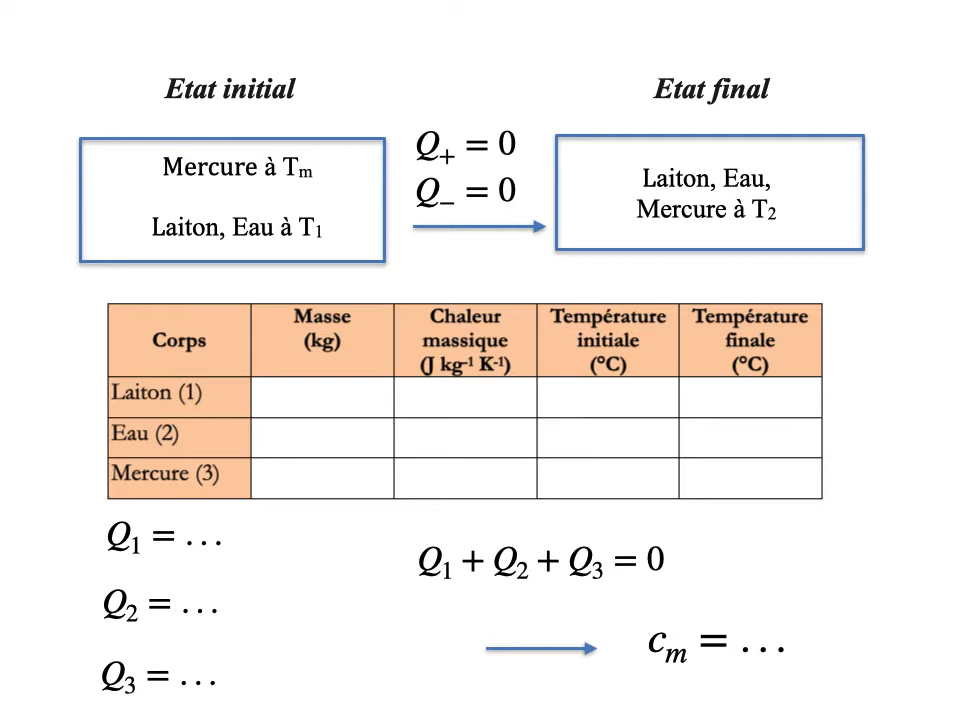 Etat initial
Etat final
Mercure à Tₘ
Laiton, Eau à T₁
Q₊ = 0
Q₋ = 0
Laiton, Eau,
Mercure à T₂
Corps
Masse
(kg)
Chaleur
massique
(J kg⁻¹ K⁻¹)
Température
initiale
(°C)
Température
finale
(°C)
Laiton (1)
Eau (2)
Mercure (3)
Q₁ = ...
Q₁ + Q₂ + Q₃ = 0
Q₂ = ...
cₘ = ...
Q₃ = ...